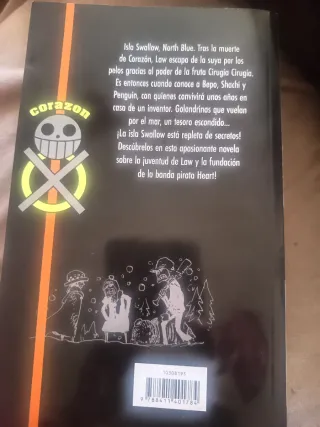 Isla Swallow, North Blue. Tras la muerte
de Corazón, Law escapa de la suya por los
pelos gracias al poder de la fruta Cirugía Cirugía.
Es entonces cuando conoce a Bepo, Shachi y
Penguin, con quienes convivirá unos años en
casa de un inventor. Golondrinas que vuelan
por el mar, un tesoro escondido...
¡La isla Swallow está repleta de secretos!
¡Descúbrelos en esta apasionante novela
sobre la juventud de Law y la fundación
de la banda pirata Heart!
corazon